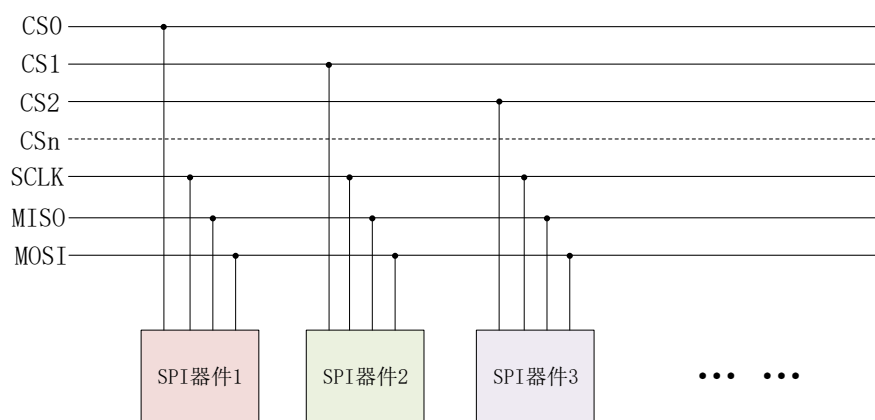 CS0
CS1
CS2
CSn
SCLK
MISO
MOSI
SPI器件1
SPI器件2
SPI器件3
••• •••